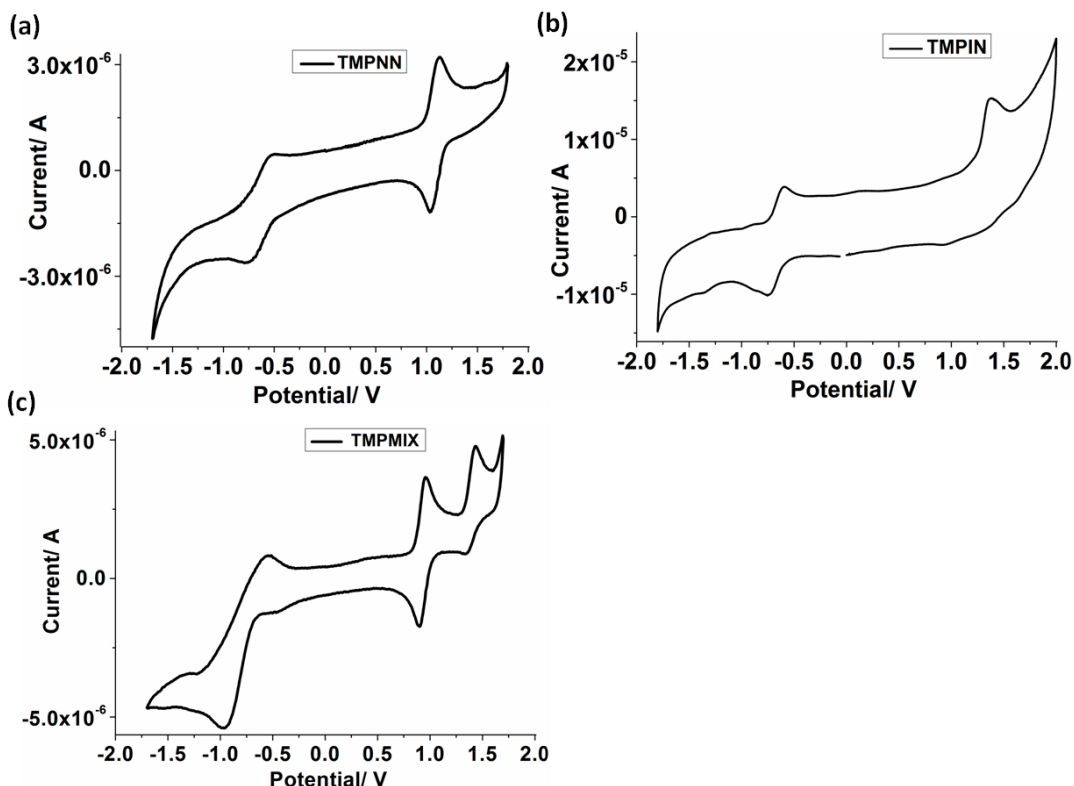 (a)
TMPNN
3.0x10⁻⁶
0.0
-3.0x10⁻⁶
Current/ A
-2.0 -1.5 -1.0 -0.5 0.0 0.5 1.0 1.5 2.0
Potential/ V
(b)
TMPIN
2x10⁻⁵
1x10⁻⁵
0
-1x10⁻⁵
Current/ A
-2.0 -1.5 -1.0 -0.5 0.0 0.5 1.0 1.5 2.0
Potential/ V
(c)
TMPMIX
5.0x10⁻⁶
0.0
-5.0x10⁻⁶
Current/ A
-2.0 -1.5 -1.0 -0.5 0.0 0.5 1.0 1.5 2.0
Potential/ V